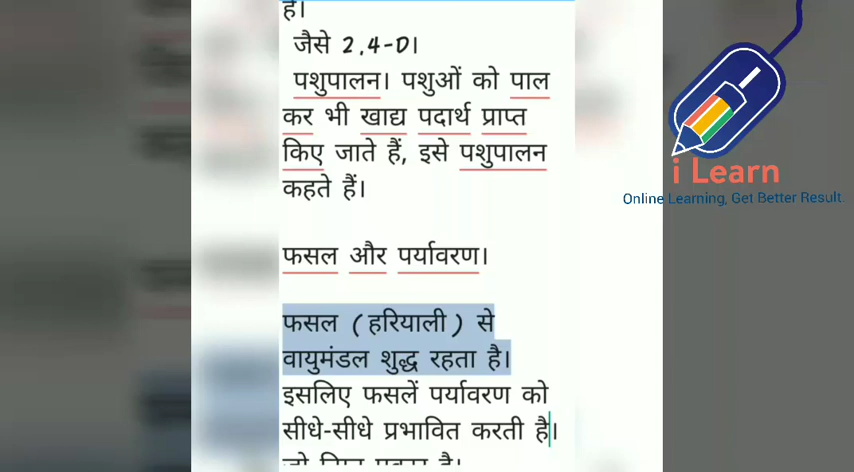 है।
जैसे 2,4-D।
पशुपालन। पशुओं को पाल
कर भी खाद्य पदार्थ प्राप्त
किए जाते हैं, इसे पशुपालन
कहते हैं।
फसल और पर्यावरण।
फसल (हरियाली) से
वायुमंडल शुद्ध रहता है।
इसलिए फसलें पर्यावरण को
सीधे-सीधे प्रभावित करती है।
i Learn
Online Learning, Get Better Result.